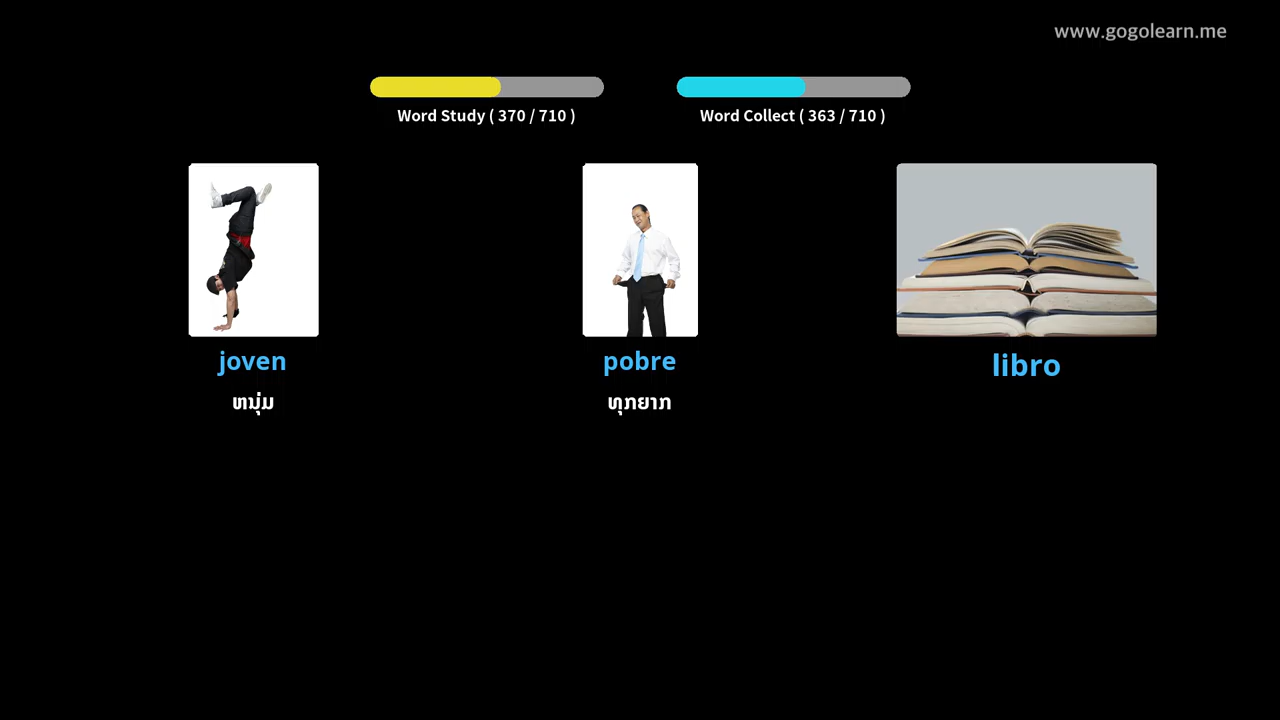 www.gogolearn.me
Word Study ( 370 / 710 )
Word Collect ( 363 / 710 )
joven
pobre
libro
ຫນຸ່ມ
ທຸກຍາກ